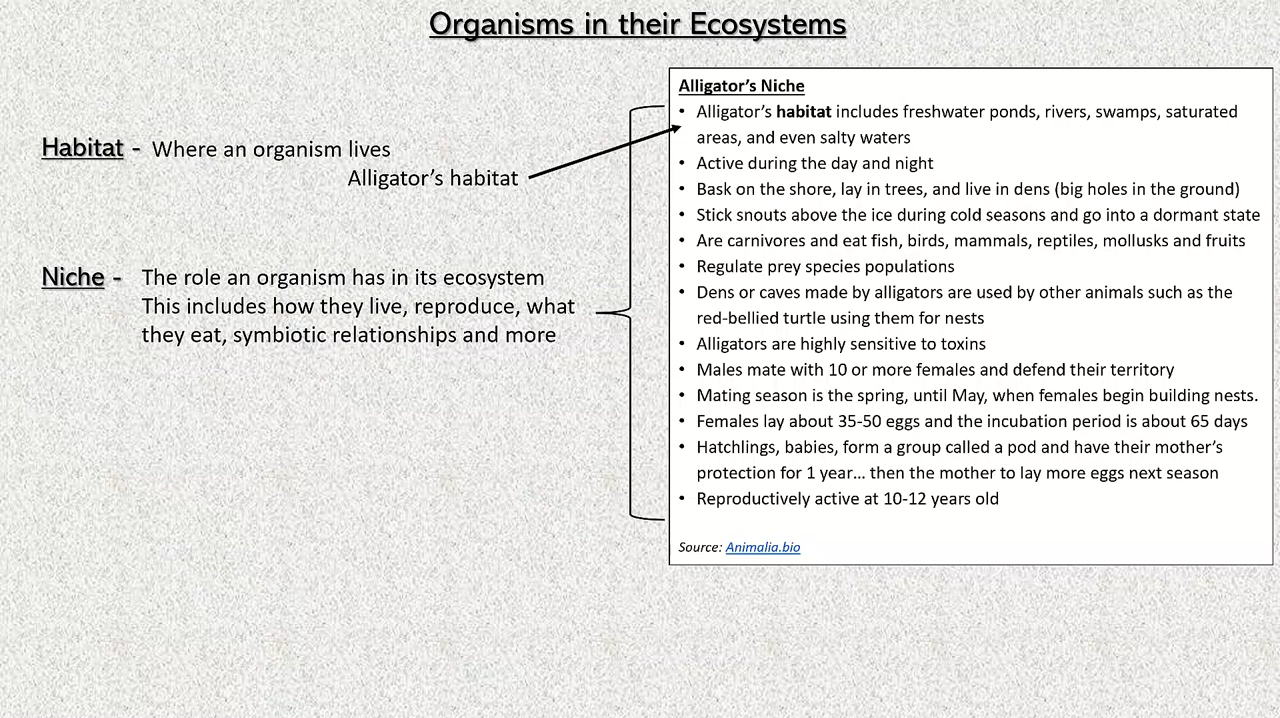 Organisms in their Ecosystems
Habitat - Where an organism lives
Alligator's habitat
Niche - The role an organism has in its ecosystem
This includes how they live, reproduce, what
they eat, symbiotic relationships and more
Alligator's Niche
• Alligator's habitat includes freshwater ponds, rivers, swamps, saturated
areas, and even salty waters
• Active during the day and night
• Bask on the shore, lay in trees, and live in dens (big holes in the ground)
• Stick snouts above the ice during cold seasons and go into a dormant state
• Are carnivores and eat fish, birds, mammals, reptiles, mollusks and fruits
• Regulate prey species populations
• Dens or caves made by alligators are used by other animals such as the
red-bellied turtle using them for nests
• Alligators are highly sensitive to toxins
• Males mate with 10 or more females and defend their territory
• Mating season is the spring, until May, when females begin building nests.
• Females lay about 35-50 eggs and the incubation period is about 65 days
• Hatchlings, babies, form a group called a pod and have their mother's
protection for 1 year... then the mother to lay more eggs next season
• Reproductively active at 10-12 years old
Source: Animalia.bio